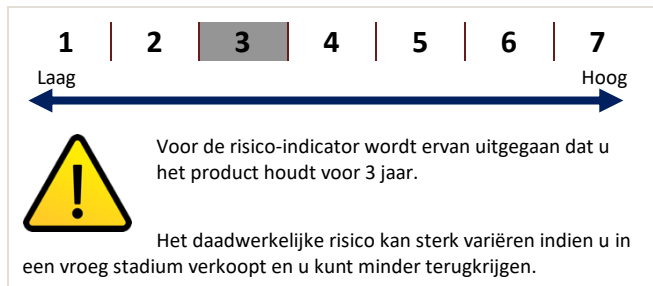 1 2 3 4 5 6 7
Laag Hoog
Voor de risico-indicator wordt ervan uitgegaan dat u
het product houdt voor 3 jaar.
Het daadwerkelijke risico kan sterk variëren indien u in
een vroeg stadium verkoopt en u kunt minder terugkrijgen.